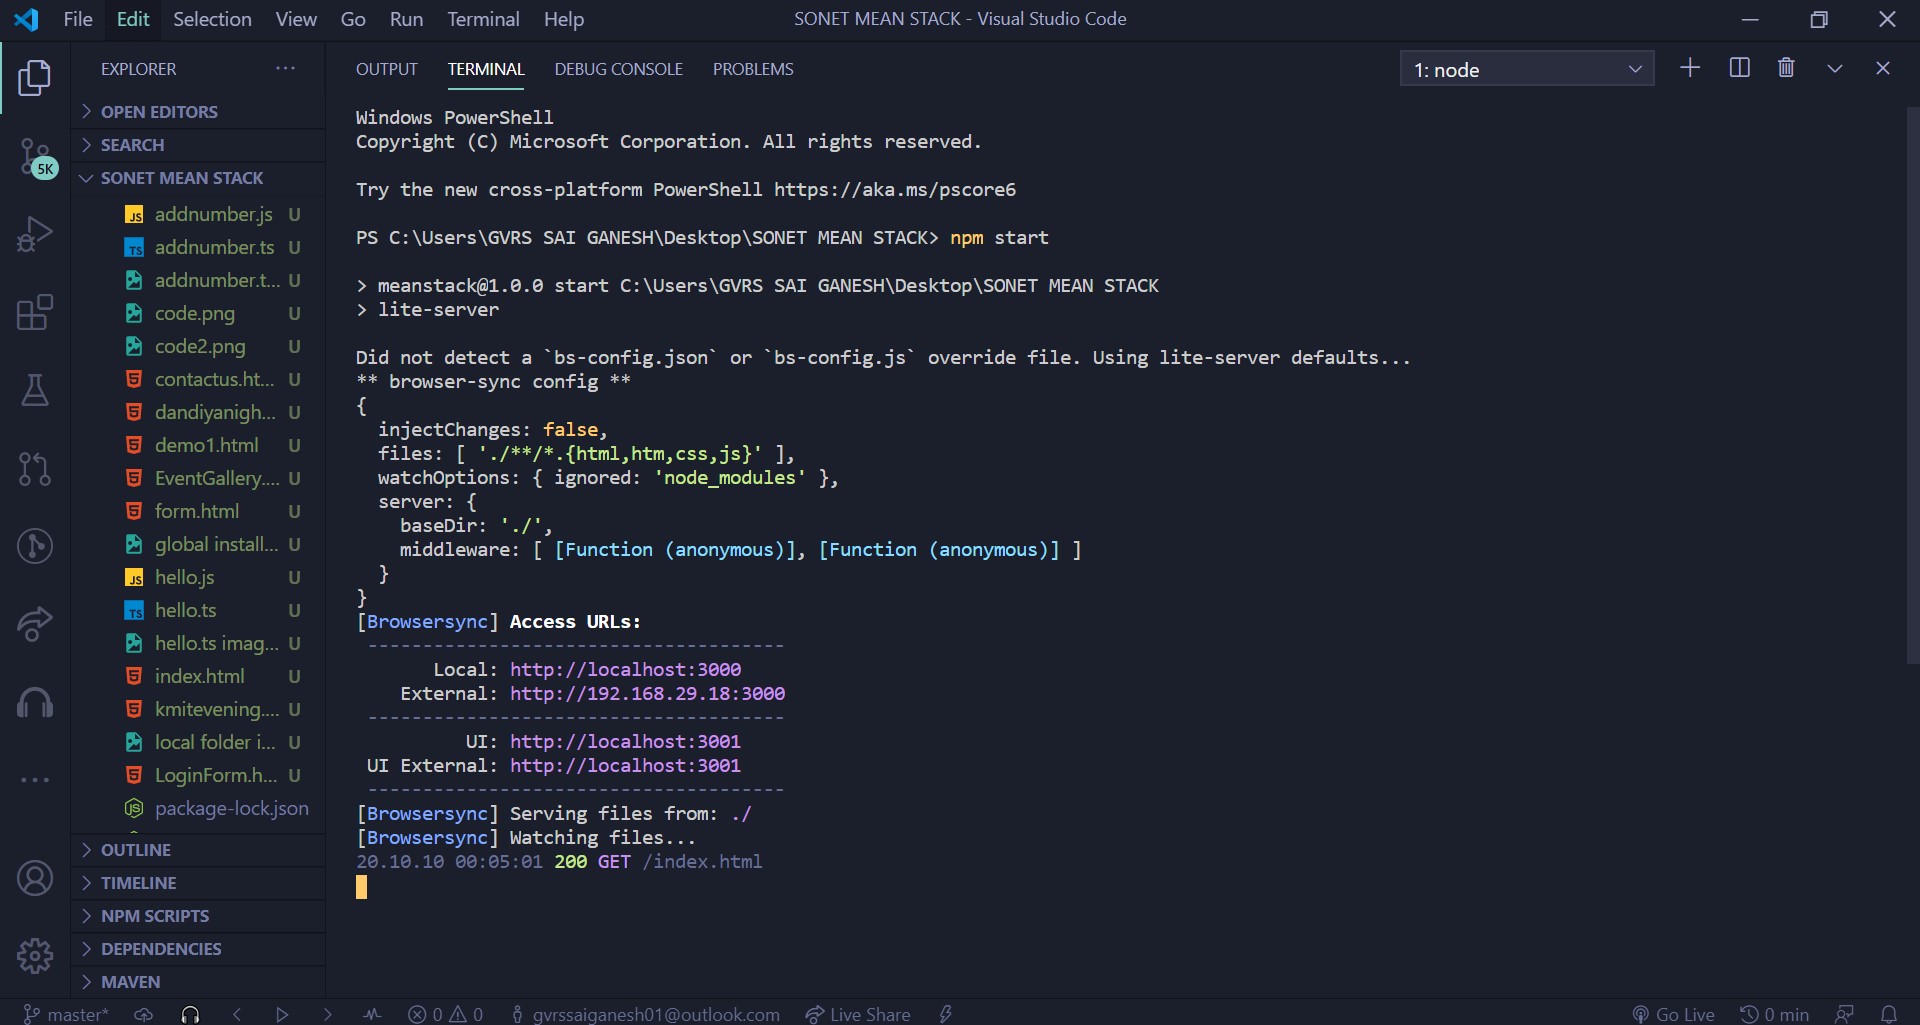 File Edit Selection View Go Run Terminal Help
SONET MEAN STACK - Visual Studio Code
EXPLORER
OPEN EDITORS
SEARCH
5K
SONET MEAN STACK
JS addnumber.js U
TS addnumber.ts U
addnumber.t... U
code.png U
code2.png U
contactus.ht... U
dandiyanigh... U
demo1.html U
EventGallery.... U
form.html U
global install... U
JS hello.js U
TS hello.ts U
hello.ts imag... U
index.html U
kmitevening.... U
local folder i... U
LoginForm.h... U
package-lock.json
OUTLINE
TIMELINE
NPM SCRIPTS
DEPENDENCIES
MAVEN
OUTPUT TERMINAL DEBUG CONSOLE PROBLEMS
1: node
Windows PowerShell
Copyright (C) Microsoft Corporation. All rights reserved.
Try the new cross-platform PowerShell https://aka.ms/pscore6
PS C:\Users\GVRS SAI GANESH\Desktop\SONET MEAN STACK> npm start
> meanstack@1.0.0 start C:\Users\GVRS SAI GANESH\Desktop\SONET MEAN STACK
> lite-server
Did not detect a `bs-config.json` or `bs-config.js` override file. Using lite-server defaults...
** browser-sync config **
{
injectChanges: false,
files: [ './**/*.{html,htm,css,js}' ],
watchOptions: { ignored: 'node_modules' },
server: {
baseDir: './',
middleware: [ [Function (anonymous)], [Function (anonymous)] ]
}
}
[Browsersync] Access URLs:
--------------------------------------
Local: http://localhost:3000
External: http://192.168.29.18:3000
--------------------------------------
UI: http://localhost:3001
UI External: http://localhost:3001
--------------------------------------
[Browsersync] Serving files from: ./
[Browsersync] Watching files...
20.10.10 00:05:01 200 GET /index.html
master* 0 0 gvrssaiganesh01@outlook.com Live Share Go Live 0 min